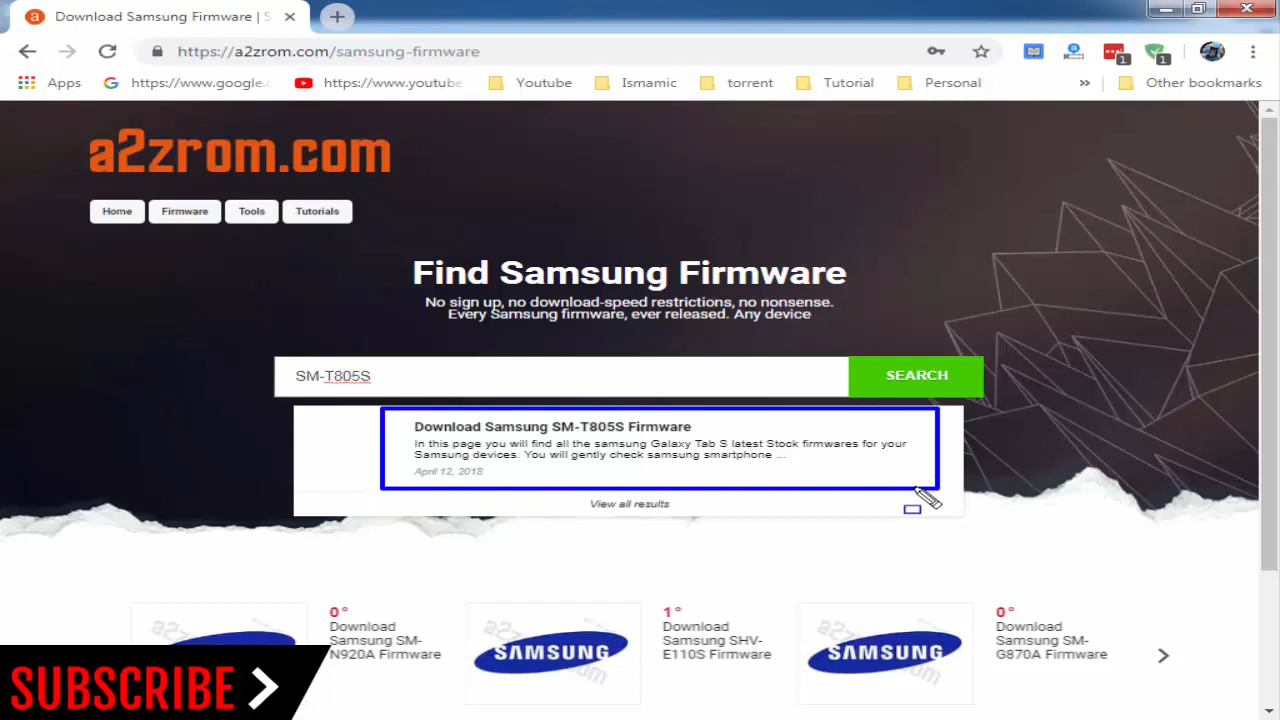 Download Samsung Firmware | S
https://a2zrom.com/samsung-firmware
1
1
Apps
https://www.google.c
https://www.youtube
Youtube
Ismamic
torrent
Tutorial
Personal
»
Other bookmarks
a2zrom.com
Home
Firmware
Tools
Tutorials
Find Samsung Firmware
No sign up, no download-speed restrictions, no nonsense.
Every Samsung firmware, ever released. Any device
SM-T805S
SEARCH
Download Samsung SM-T805S Firmware
In this page you will find all the samsung Galaxy Tab S latest Stock firmwares for your
Samsung devices. You will gently check samsung smartphone ...
April 12, 2018
View all results
0°
Download
Samsung SM-
N920A Firmware
a2zrom
SAMSUNG
1°
Download
Samsung SHV-
E110S Firmware
a2zrom
SAMSUNG
0°
Download
Samsung SM-
G870A Firmware
SUBSCRIBE